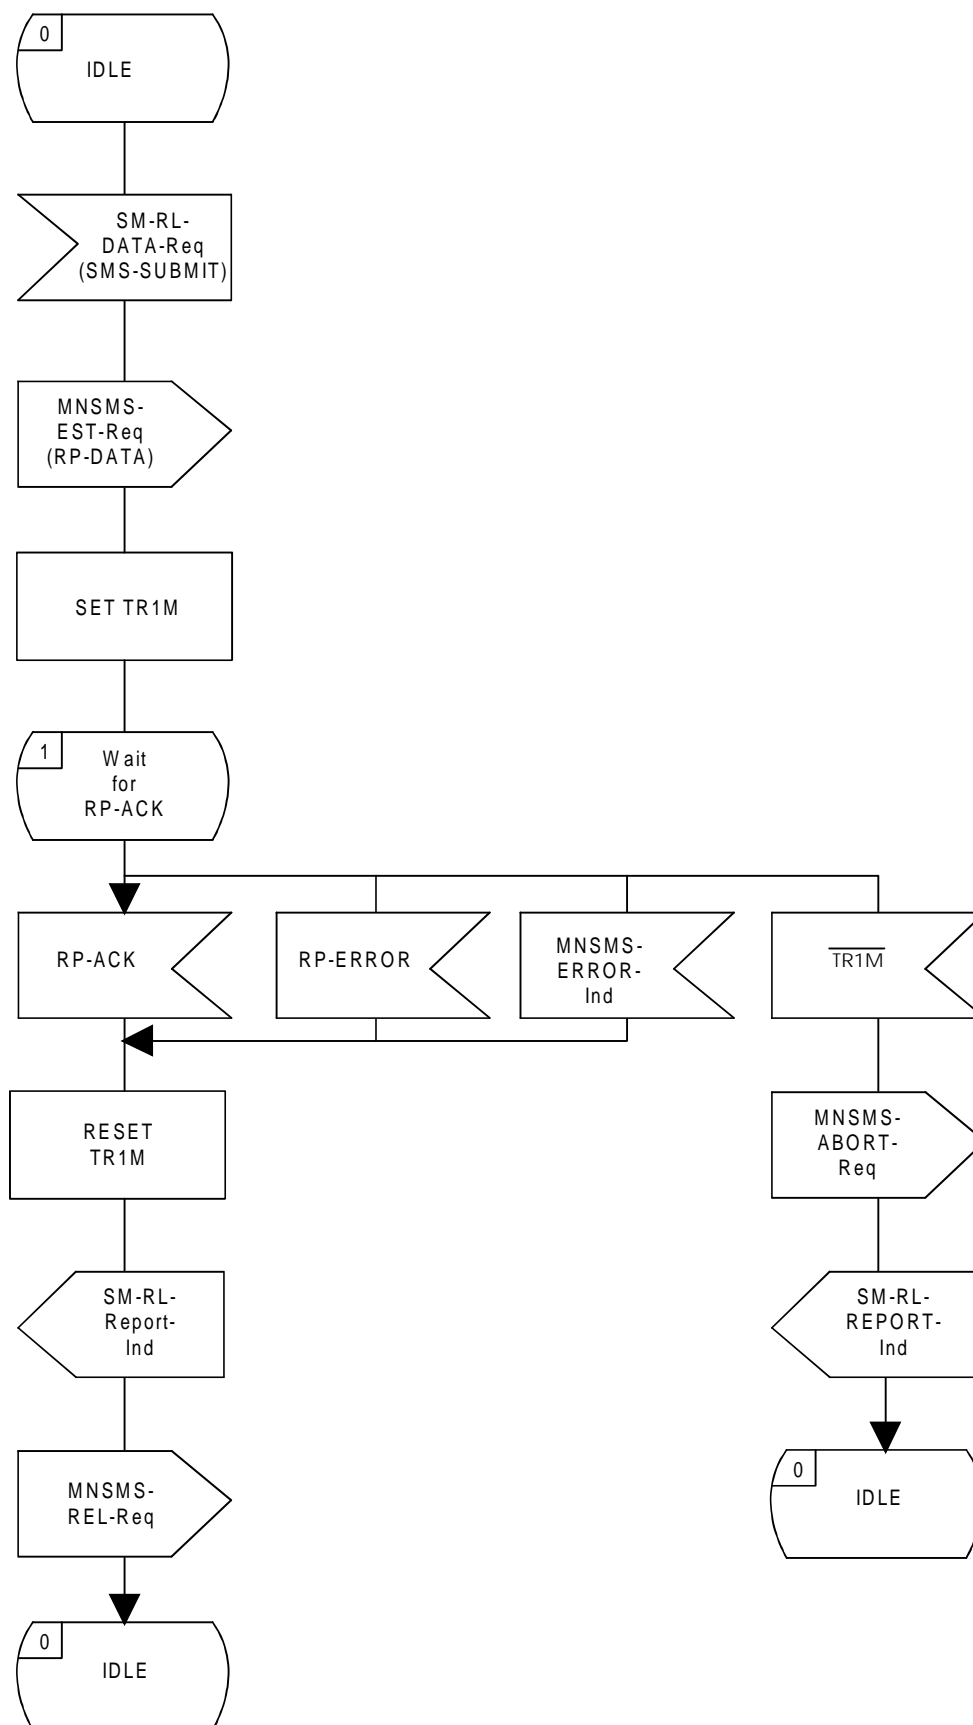 0
IDLE
SM-RL-
DATA-Req
(SMS-SUBMIT)
MNSMS-
EST-Req
(RP-DATA)
SET TR1M
1
Wait
for
RP-ACK
RP-ACK
RP-ERROR
MNSMS-
ERROR-
Ind
TR1M
RESET
TR1M
MNSMS-
ABORT-
Req
SM-RL-
Report-
Ind
SM-RL-
REPORT-
Ind
MNSMS-
REL-Req
0
IDLE
0
IDLE